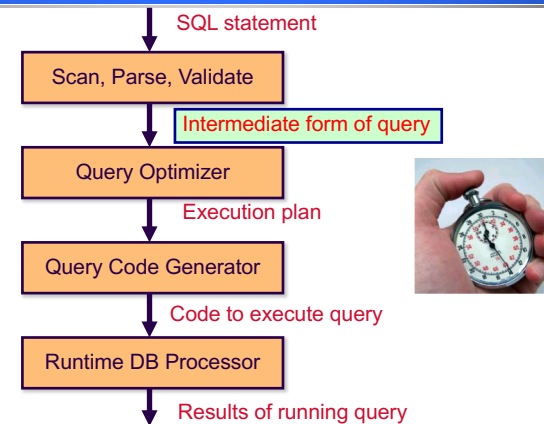 SQL statement
Scan, Parse, Validate
Intermediate form of query
Query Optimizer
Execution plan
Query Code Generator
Code to execute query
Runtime DB Processor
Results of running query